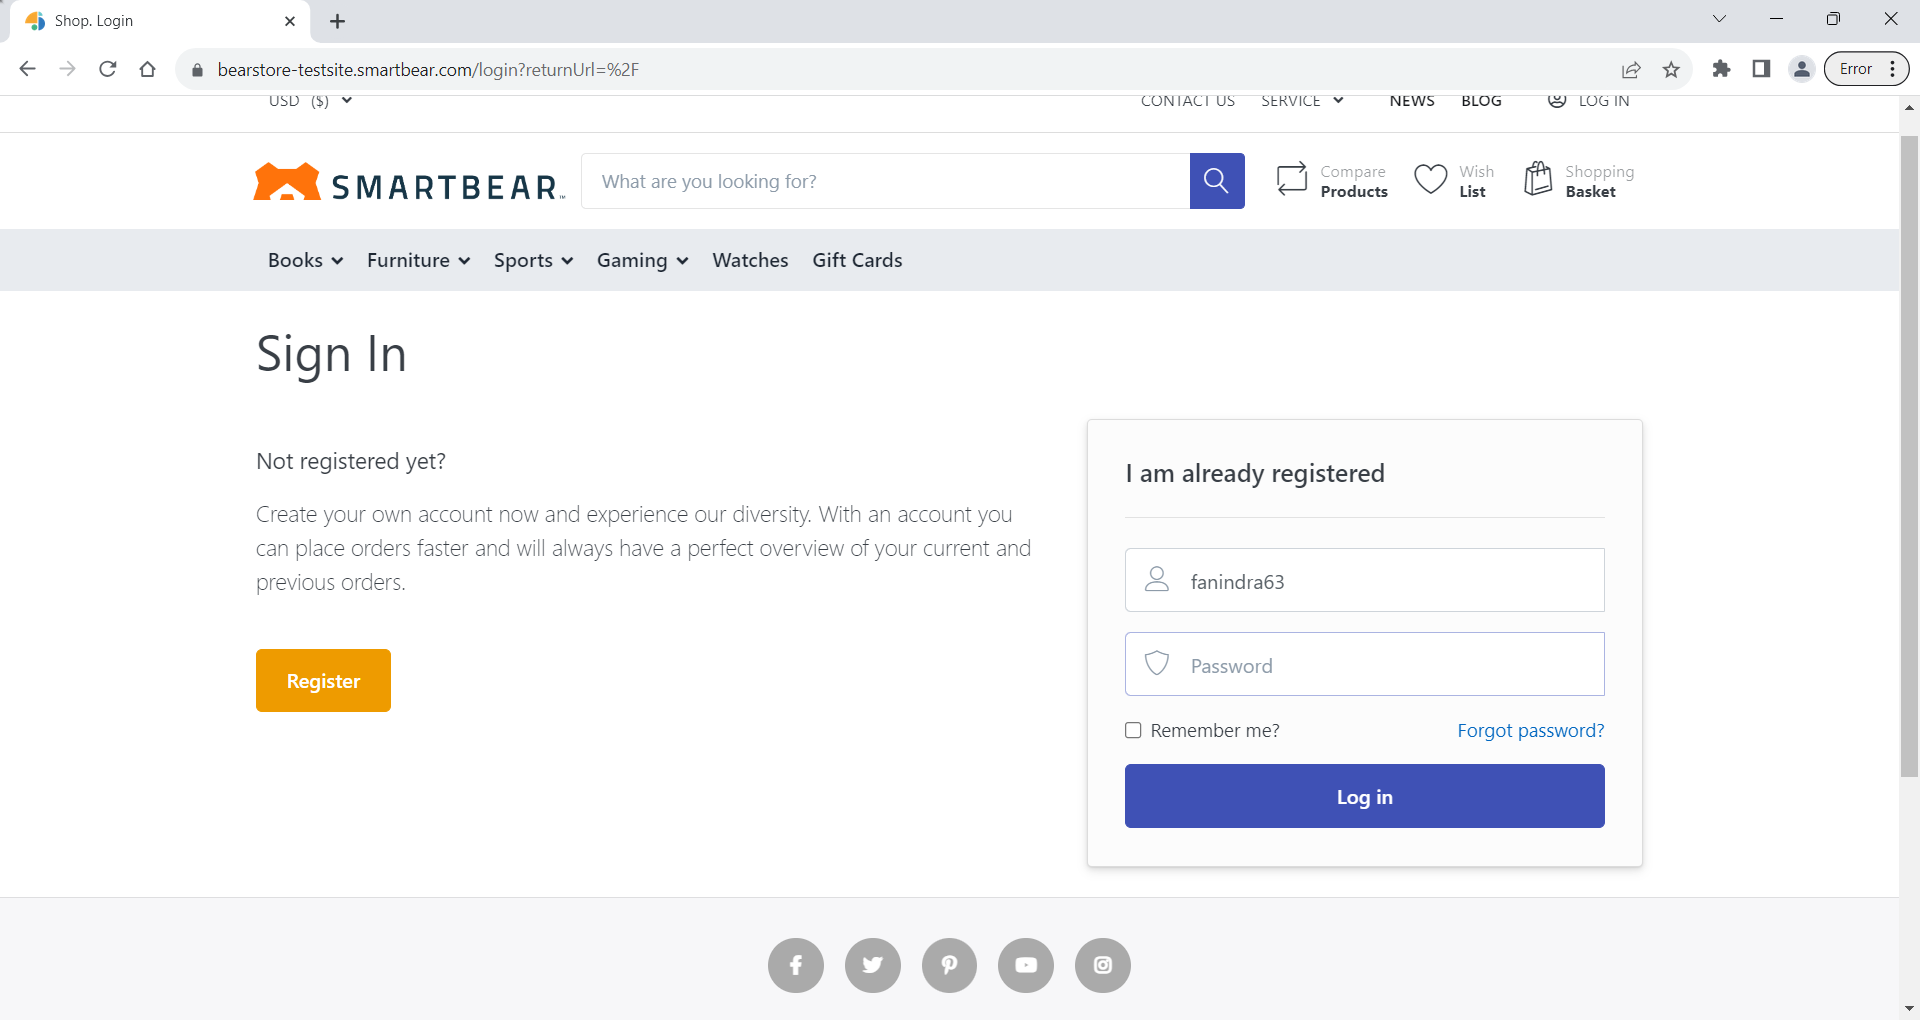 Shop. Login
bearstore-testsite.smartbear.com/login?returnUrl=%2F
Error
USD ($)
CONTACT US SERVICE NEWS BLOG LOG IN
SMARTBEAR™
What are you looking for?
Compare Products
Wish List
Shopping Basket
Books Furniture Sports Gaming Watches Gift Cards
Sign In
Not registered yet?
Create your own account now and experience our diversity. With an account you
can place orders faster and will always have a perfect overview of your current and
previous orders.
Register
I am already registered
fanindra63
Password
Remember me? Forgot password?
Log in